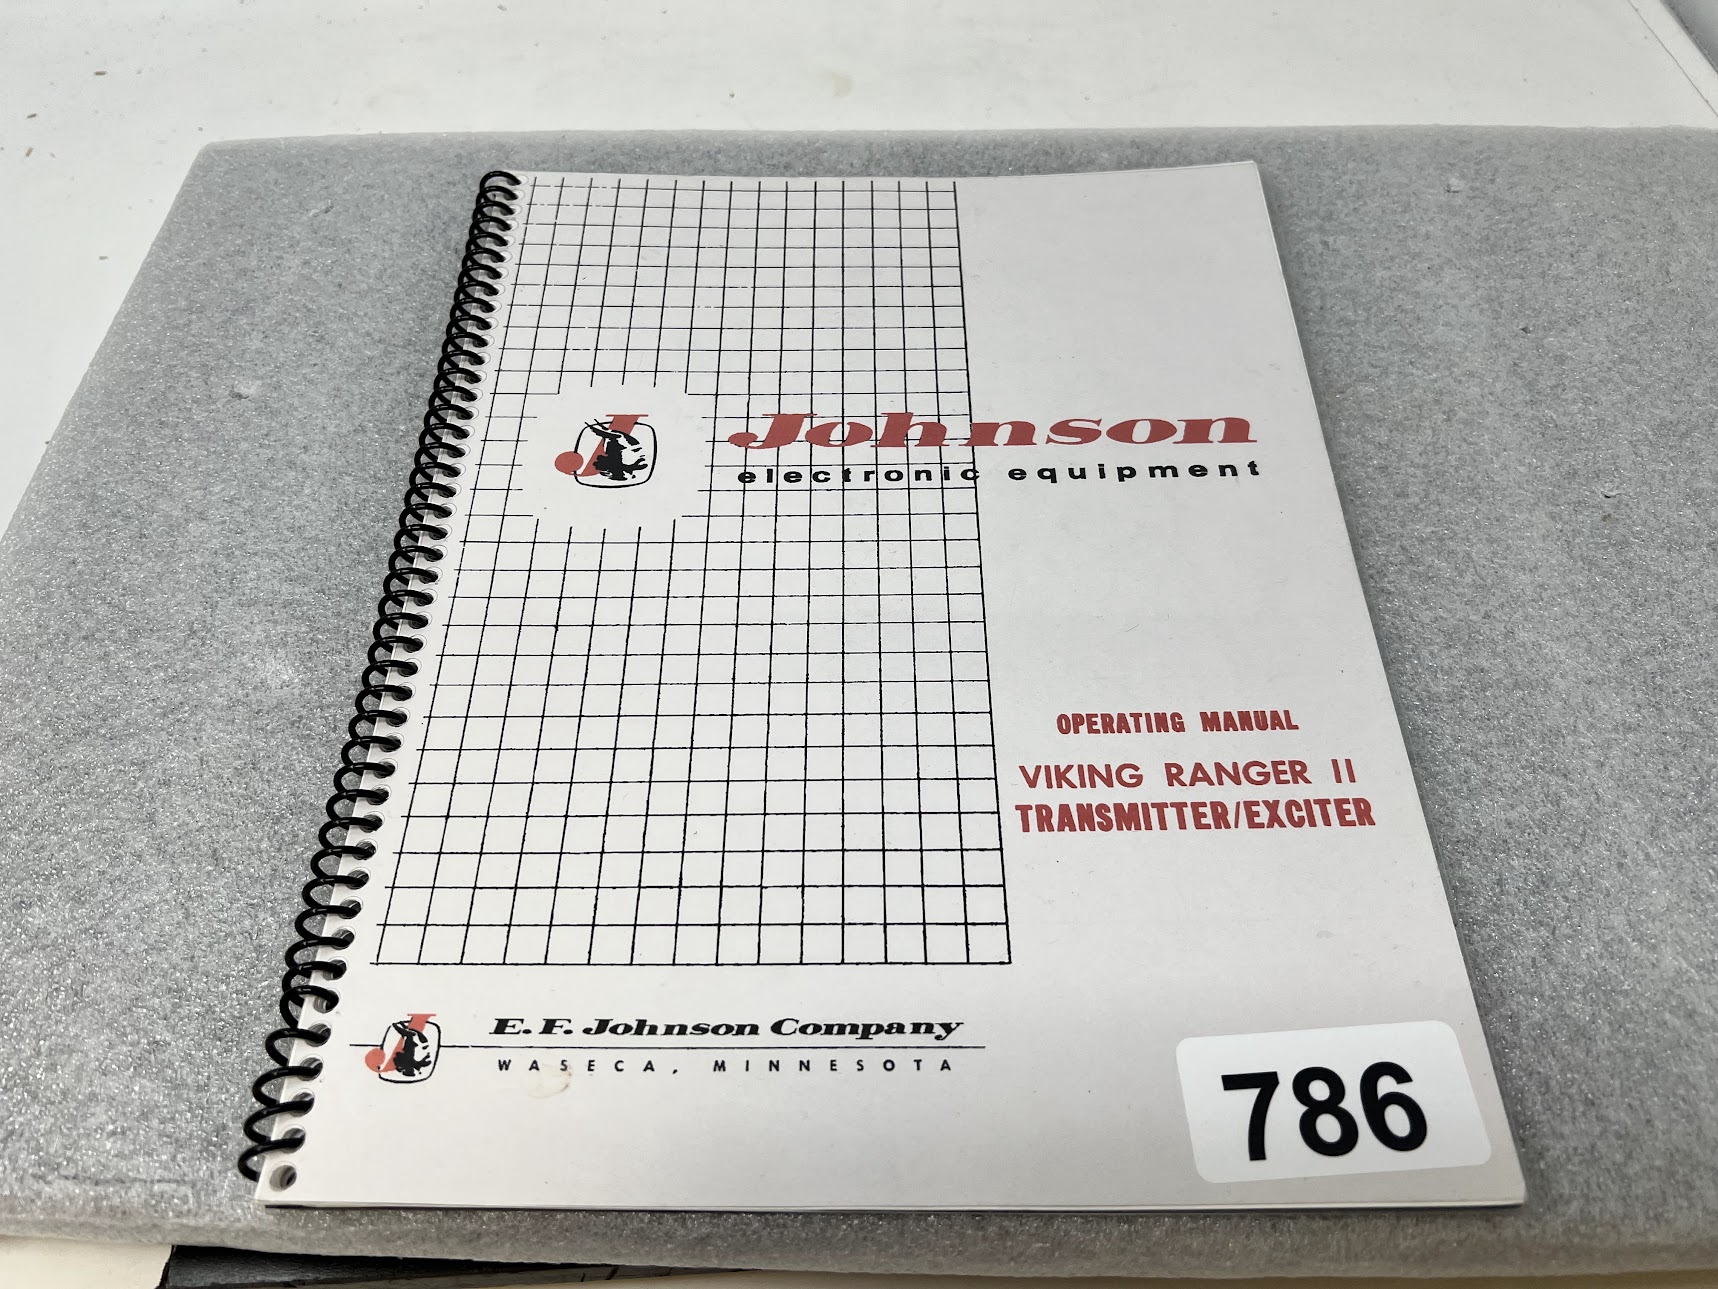 J
Johnson
electronic equipment
OPERATING MANUAL
VIKING RANGER II
TRANSMITTER/EXCITER
J
E. F. Johnson Company
WASECA, MINNESOTA
786